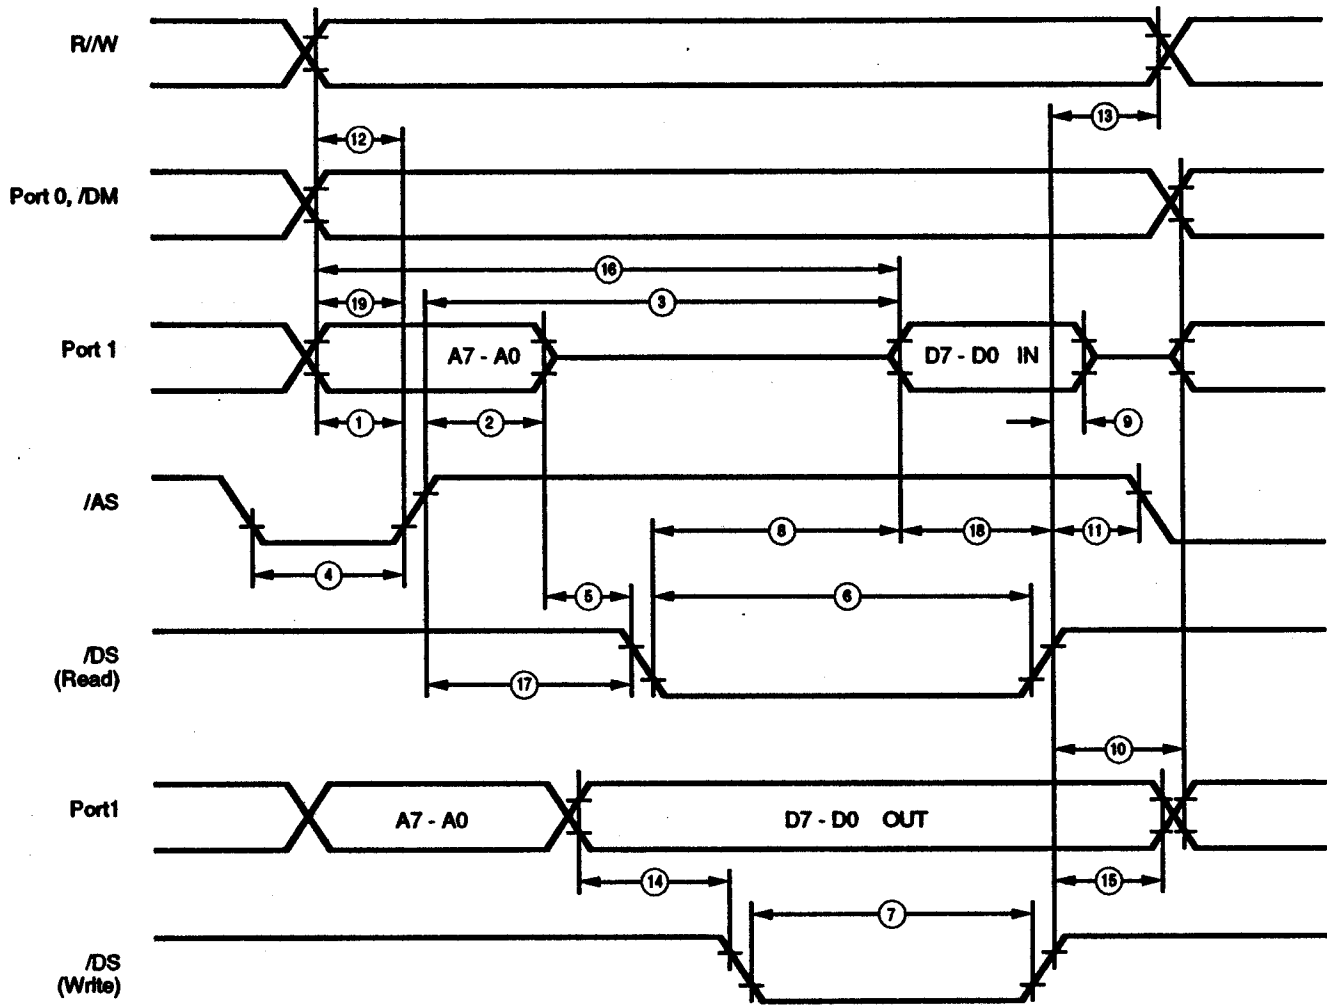 R//W
13
12
Port 0, /DM
16
19
3
Port 1
A7 - A0
D7 - D0 IN
1
2
9
/AS
8
18
11
4
5
6
/DS
(Read)
17
10
Port1
A7 - A0
D7 - D0 OUT
14
15
7
/DS
(Write)